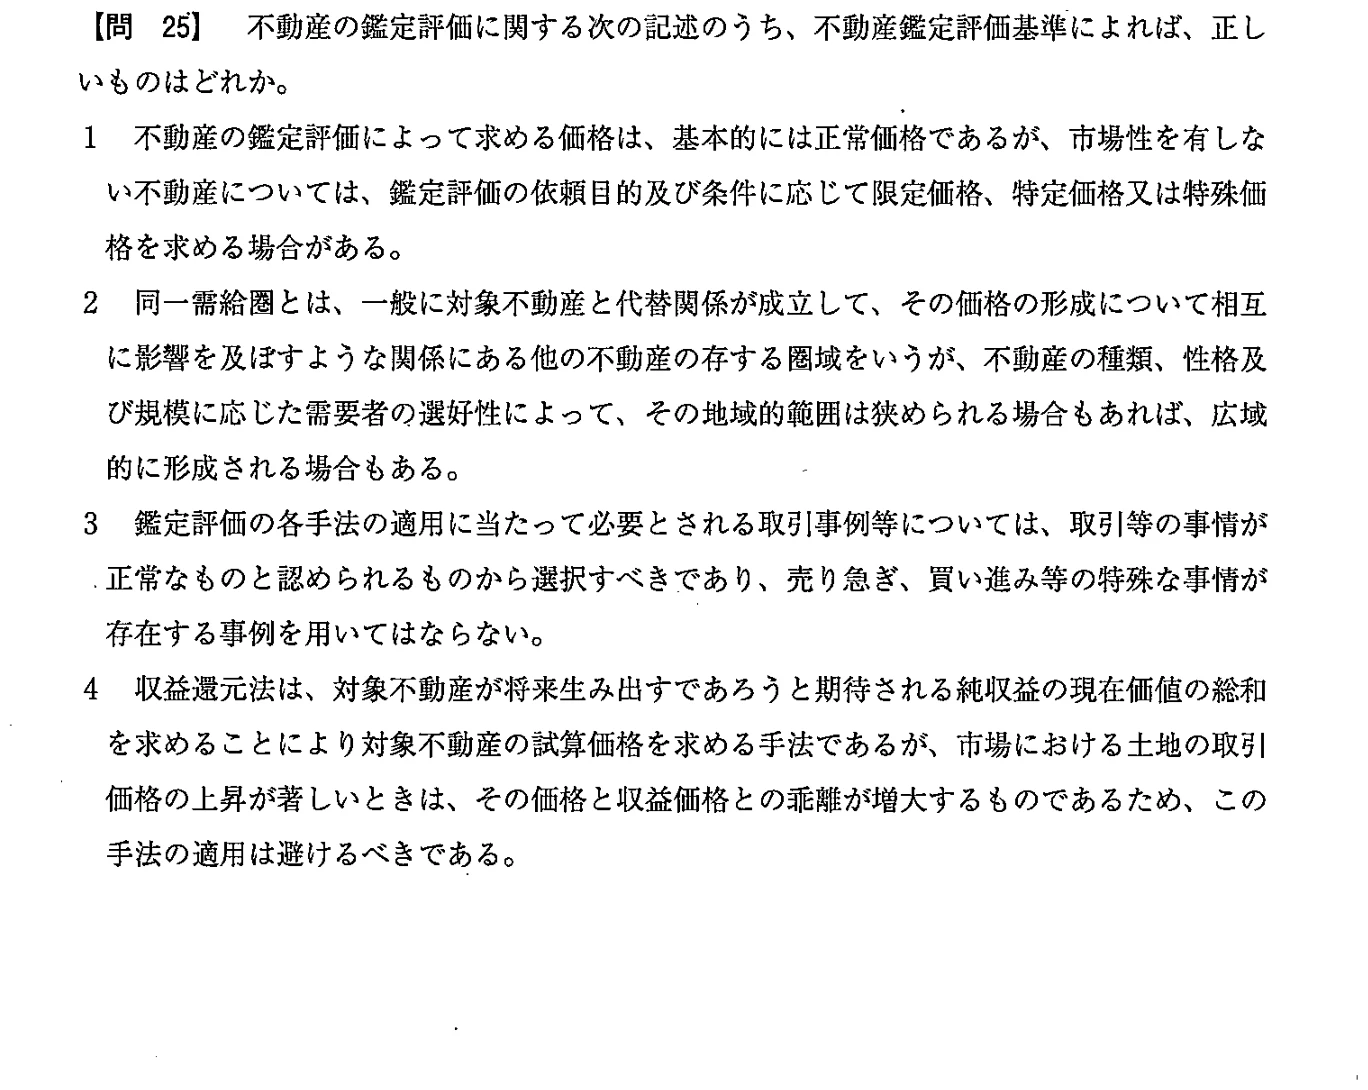 【問 25】 不動産の鑑定評価に関する次の記述のうち、不動産鑑定評価基準によれば、正し
いものはどれか。
1 不動産の鑑定評価によって求める価格は、基本的には正常価格であるが、市場性を有しな
い不動産については、鑑定評価の依頼目的及び条件に応じて限定価格、特定価格又は特殊価
格を求める場合がある。
2 同一需給圏とは、一般に対象不動産と代替関係が成立して、その価格の形成について相互
に影響を及ぼすような関係にある他の不動産の存する圏域をいうが、不動産の種類、性格及
び規模に応じた需要者の選好性によって、その地域的範囲は狭められる場合もあれば、広域
的に形成される場合もある。
3 鑑定評価の各手法の適用に当たって必要とされる取引事例等については、取引等の事情が
正常なものと認められるものから選択すべきであり、売り急ぎ、買い進み等の特殊な事情が
存在する事例を用いてはならない。
4 収益還元法は、対象不動産が将来生み出すであろうと期待される純収益の現在価値の総和
を求めることにより対象不動産の試算価格を求める手法であるが、市場における土地の取引
価格の上昇が著しいときは、その価格と収益価格との乖離が増大するものであるため、この
手法の適用は避けるべきである。